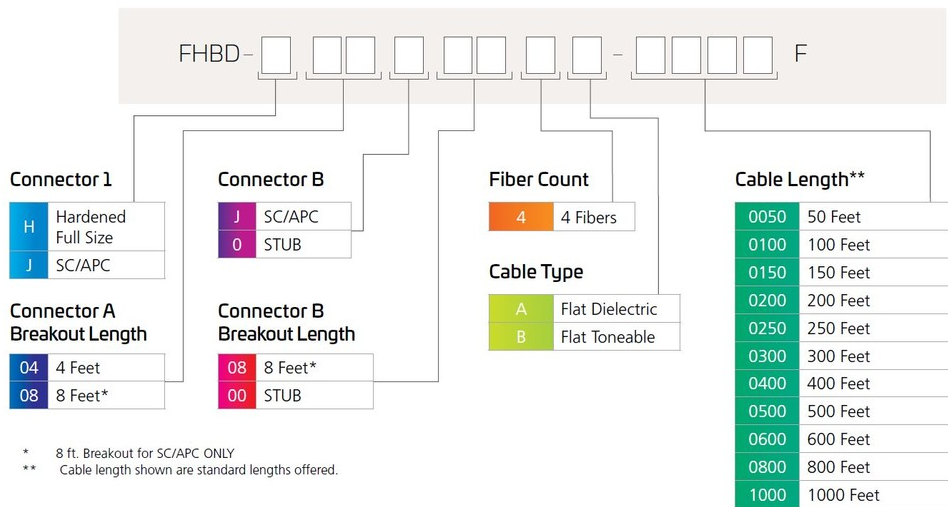 FHBD-
-
F
Connector 1
H Hardened
Full Size
J SC/APC
Connector A
Breakout Length
04 4 Feet
08 8 Feet*
Connector B
J SC/APC
0 STUB
Connector B
Breakout Length
08 8 Feet*
00 STUB
Fiber Count
4 4 Fibers
Cable Type
A Flat Dielectric
B Flat Toneable
Cable Length**
0050 50 Feet
0100 100 Feet
0150 150 Feet
0200 200 Feet
0250 250 Feet
0300 300 Feet
0400 400 Feet
0500 500 Feet
0600 600 Feet
0800 800 Feet
1000 1000 Feet
* 8 ft. Breakout for SC/APC ONLY
** Cable length shown are standard lengths offered.